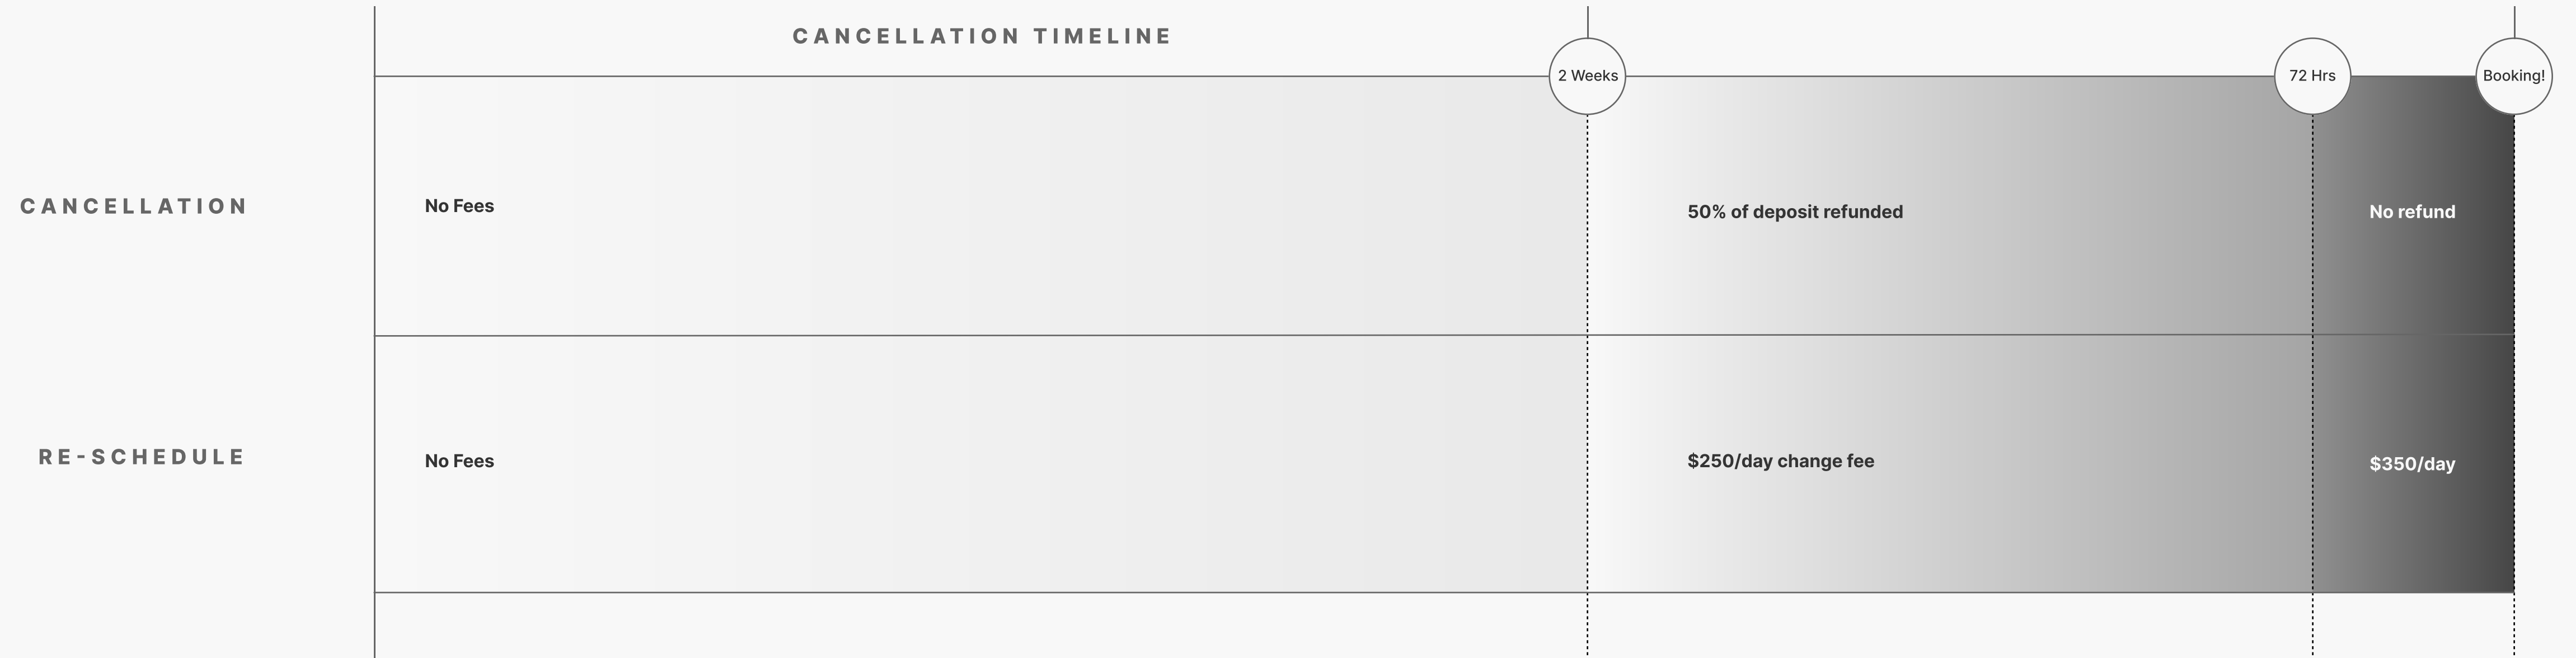 CANCELLATION TIMELINE
2 Weeks
72 Hrs
Booking!
CANCELLATION
No Fees
50% of deposit refunded
No refund
RE-SCHEDULE
No Fees
$250/day change fee
$350/day